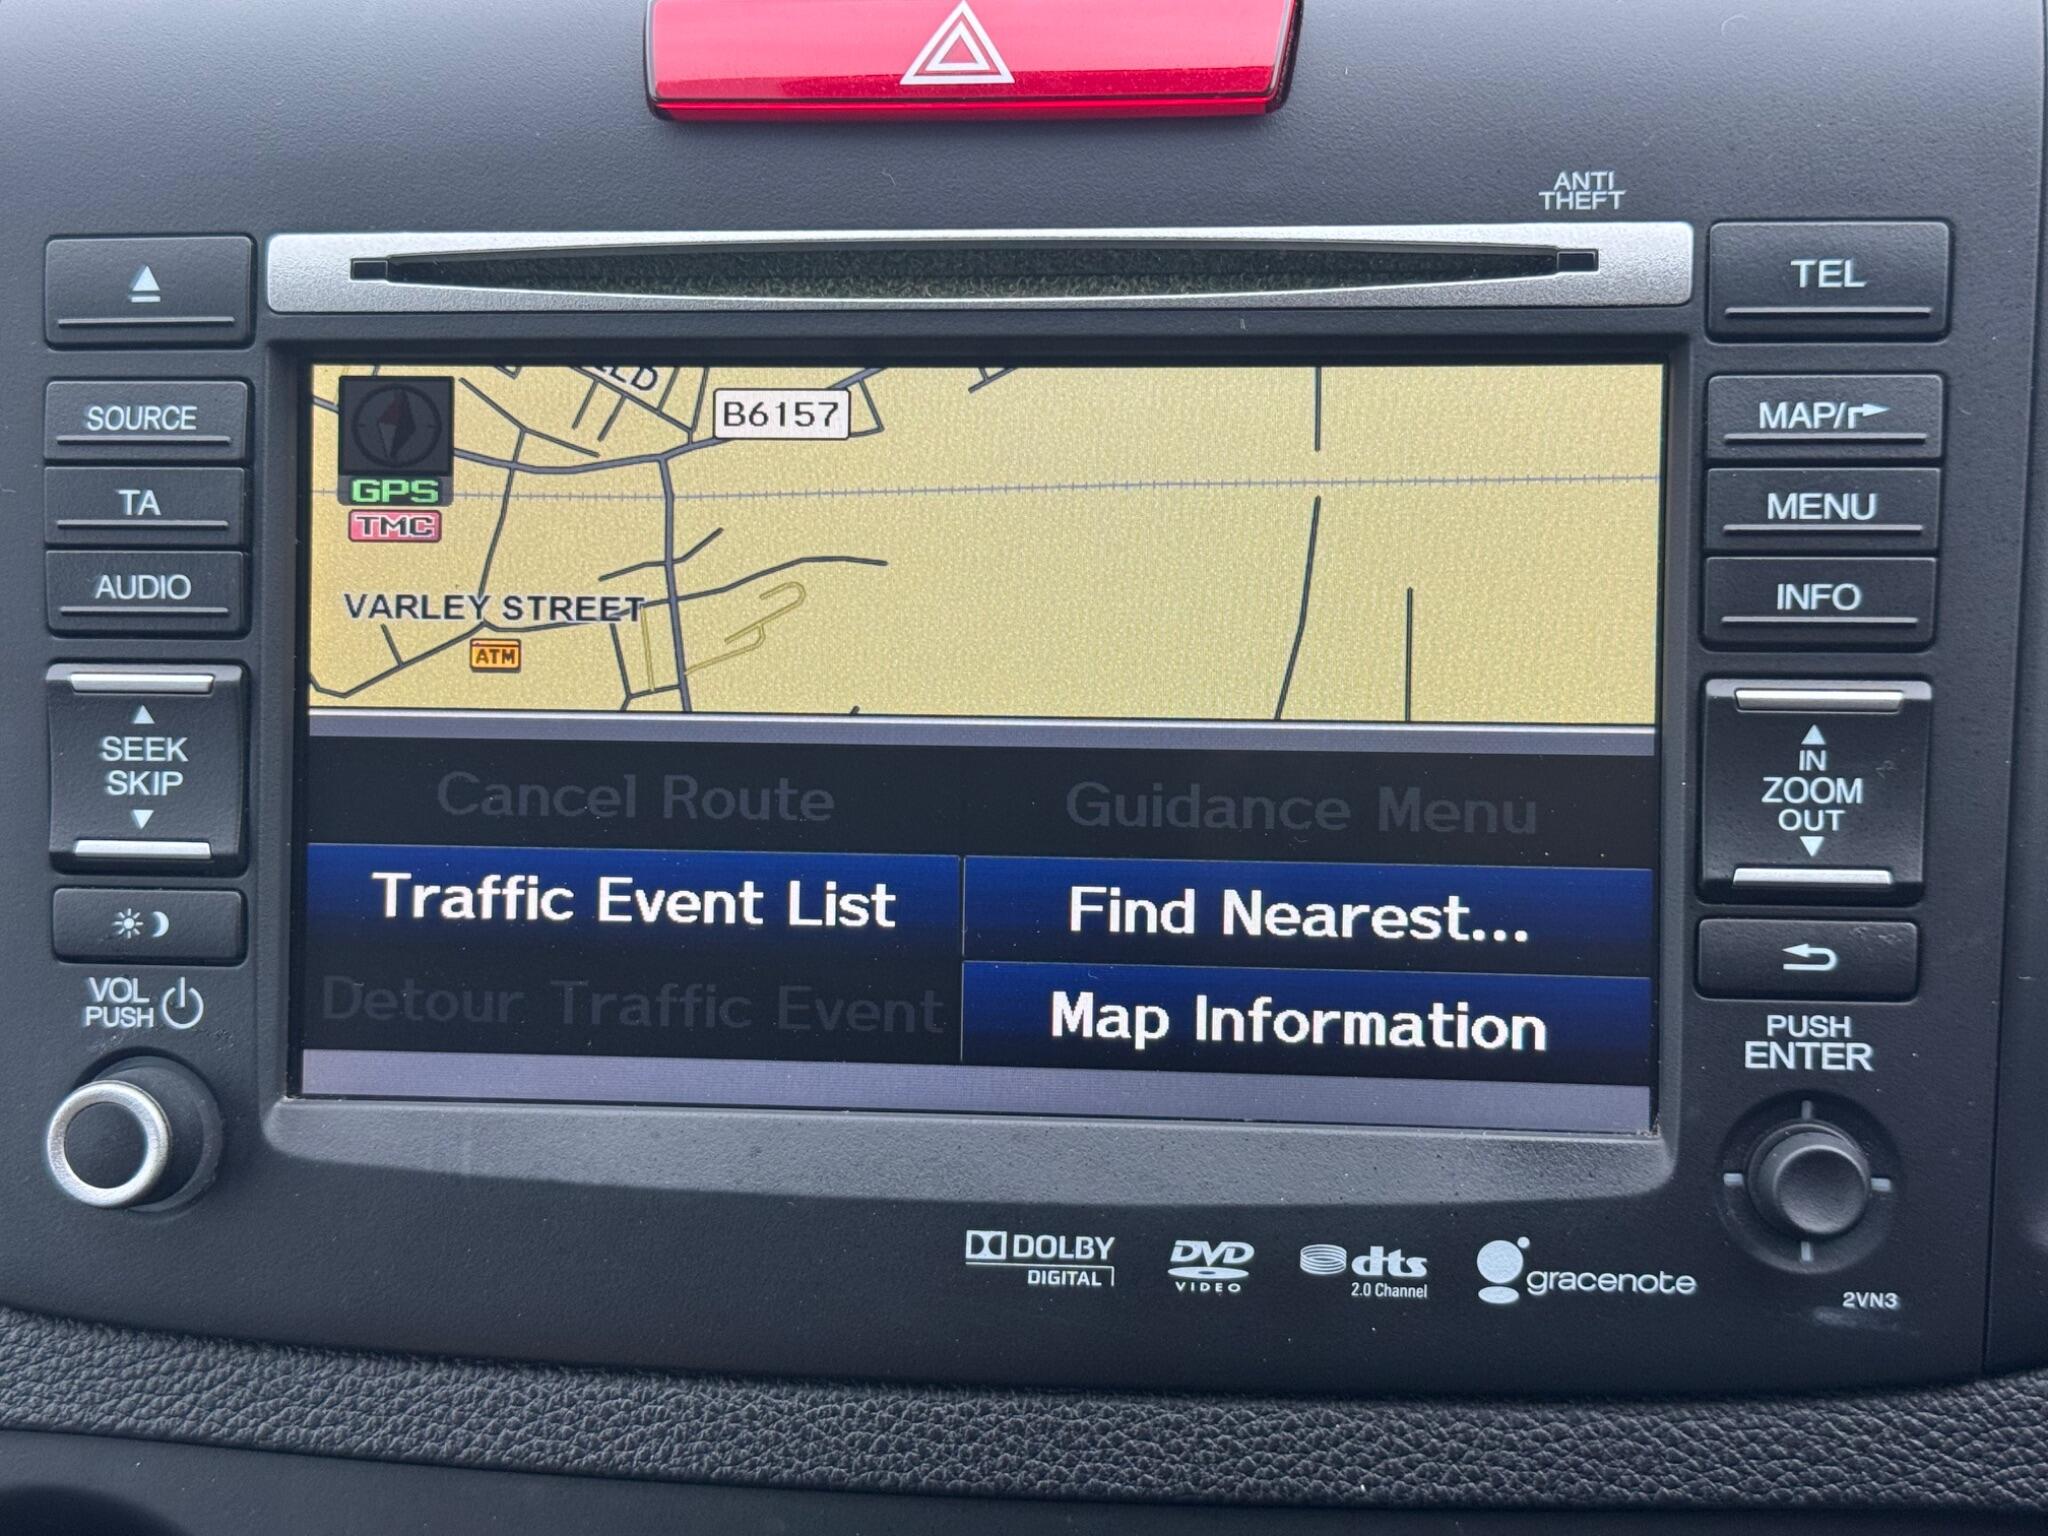 ANTI
THEFT
TEL
SOURCE
TA
AUDIO
SEEK
SKIP
VOL
PUSH
MAP/
MENU
INFO
IN
ZOOM
OUT
PUSH
ENTER
B6157
GPS
TMC
VARLEY STREET
ATM
Cancel Route
Guidance Menu
Traffic Event List
Find Nearest...
Detour Traffic Event
Map Information
DOLBY
DIGITAL
DVD
VIDEO
dts
2.0 Channel
gracenote
2VN3